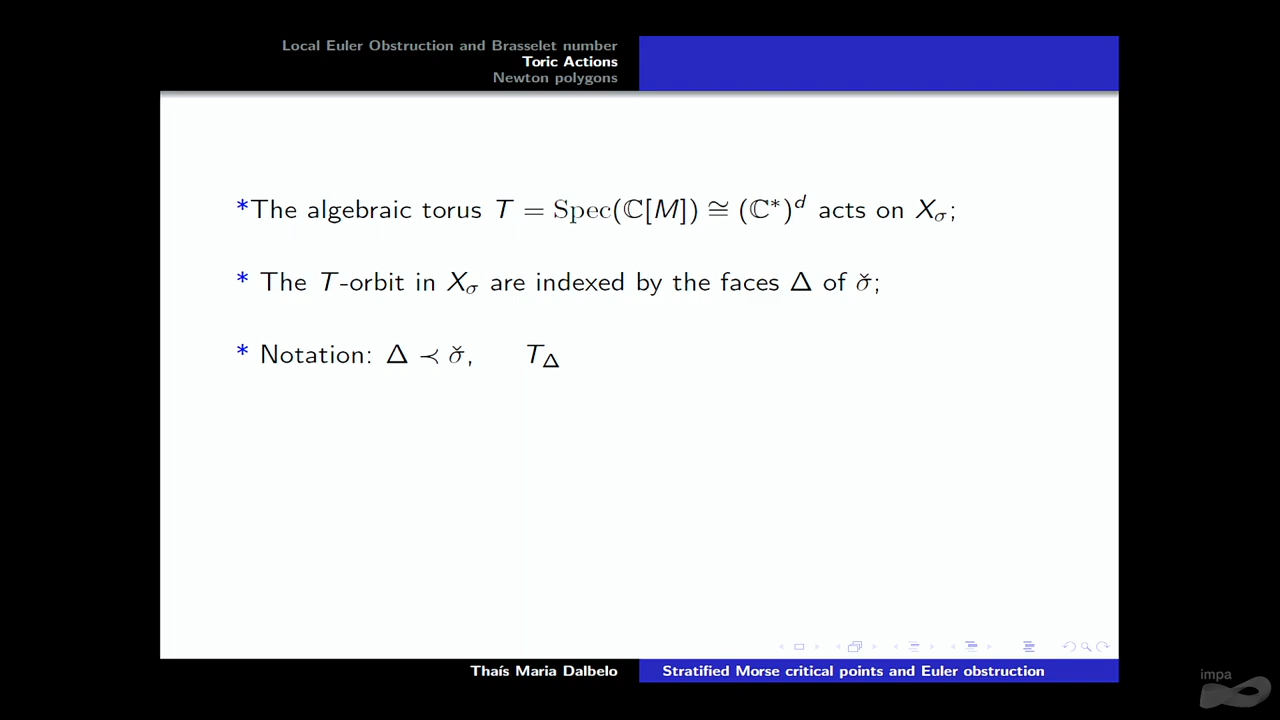 Local Euler Obstruction and Brasselet number
Toric Actions
Newton polygons
*The algebraic torus T = Spec(ℂ[M]) ≅ (ℂ*)ᵈ acts on X_σ;
* The T-orbit in X_σ are indexed by the faces Δ of σ̌;
* Notation: Δ ≺ σ̌, T_Δ
Thaís Maria Dalbelo
Stratified Morse critical points and Euler obstruction
impa